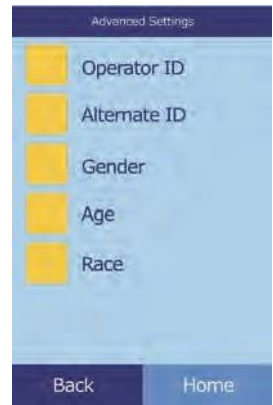 Advanced Settings
Operator ID
Alternate ID
Gender
Age
Race
Back
Home